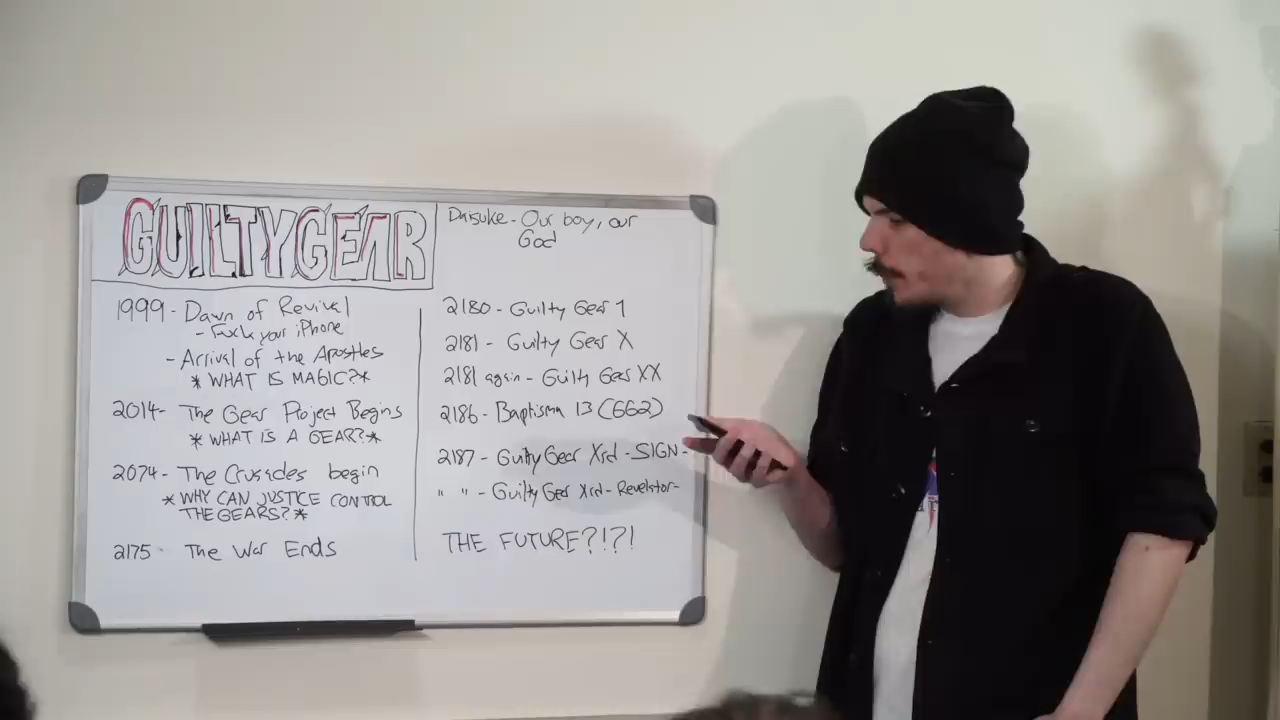 GUILTYGEAR
Daisuke - Our boy, our
God
1999 - Dawn of Revival
- Fuck your iPhone
- Arrival of the Apostles
*WHAT IS MAGIC?*
2014 - The Gear Project Begins
*WHAT IS A GEAR?*
2074 - The Crusades begin
*WHY CAN JUSTICE CONTROL
THE GEARS?*
2175 - The War Ends
2180 - Guilty Gear 1
2181 - Guilty Gear X
2181 again - Guilty Gear XX
2186 - Baptisma 13 (GG2)
2187 - Guilty Gear Xrd - SIGN -
" " - Guilty Gear Xrd - Revelator -
THE FUTURE?!?!